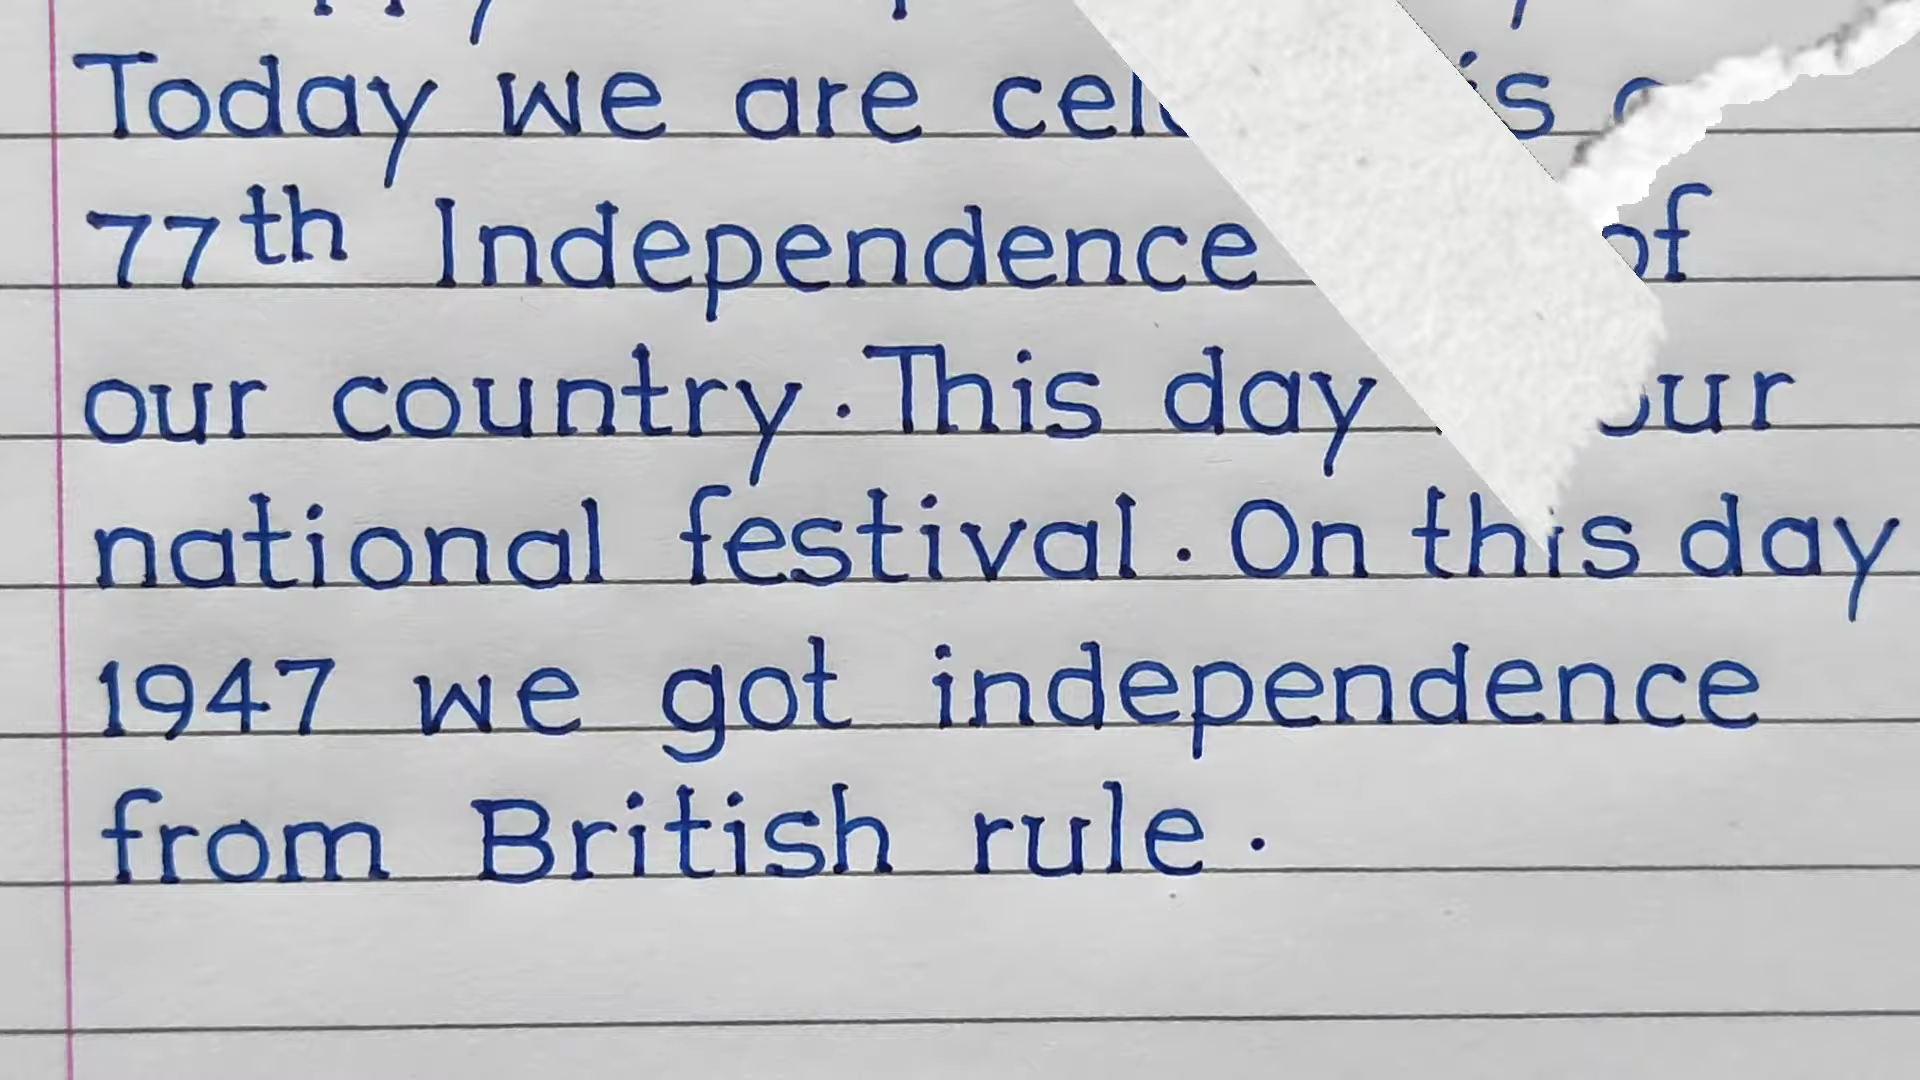 Today we are
77th Independence of
our country. This day our
national festival. On this day
1947 we got independence
from British rule.